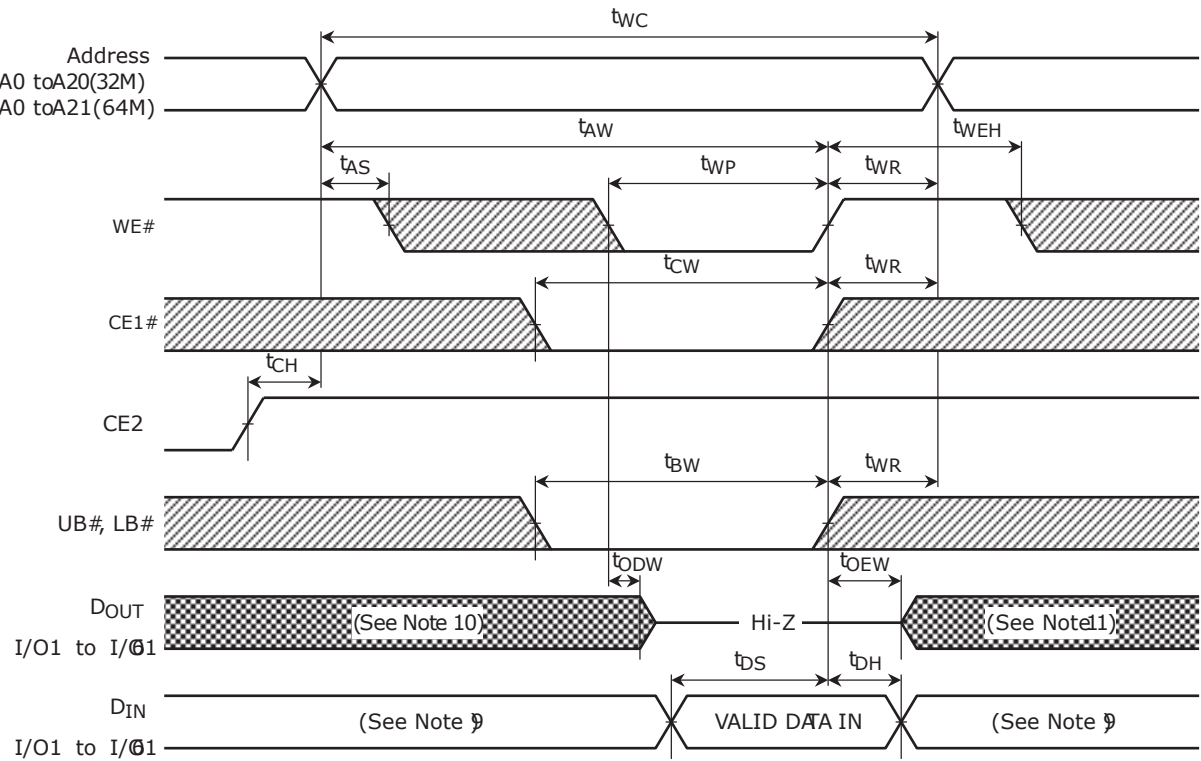 tWC
Address
A0 toA20(32M)
A0 toA21(64M)
tAW
tWEH
tAS
tWP
tWR
WE#
tCW
tWR
CE1#
tCH
CE2
tBW
tWR
UB#, LB#
tODW
tOEW
DOUT
I/O1 to I/O61
(See Note 10)
Hi-Z
(See Note11)
tDS
tDH
DIN
I/O1 to I/O61
(See Note 9)
VALID DATA IN
(See Note 9)